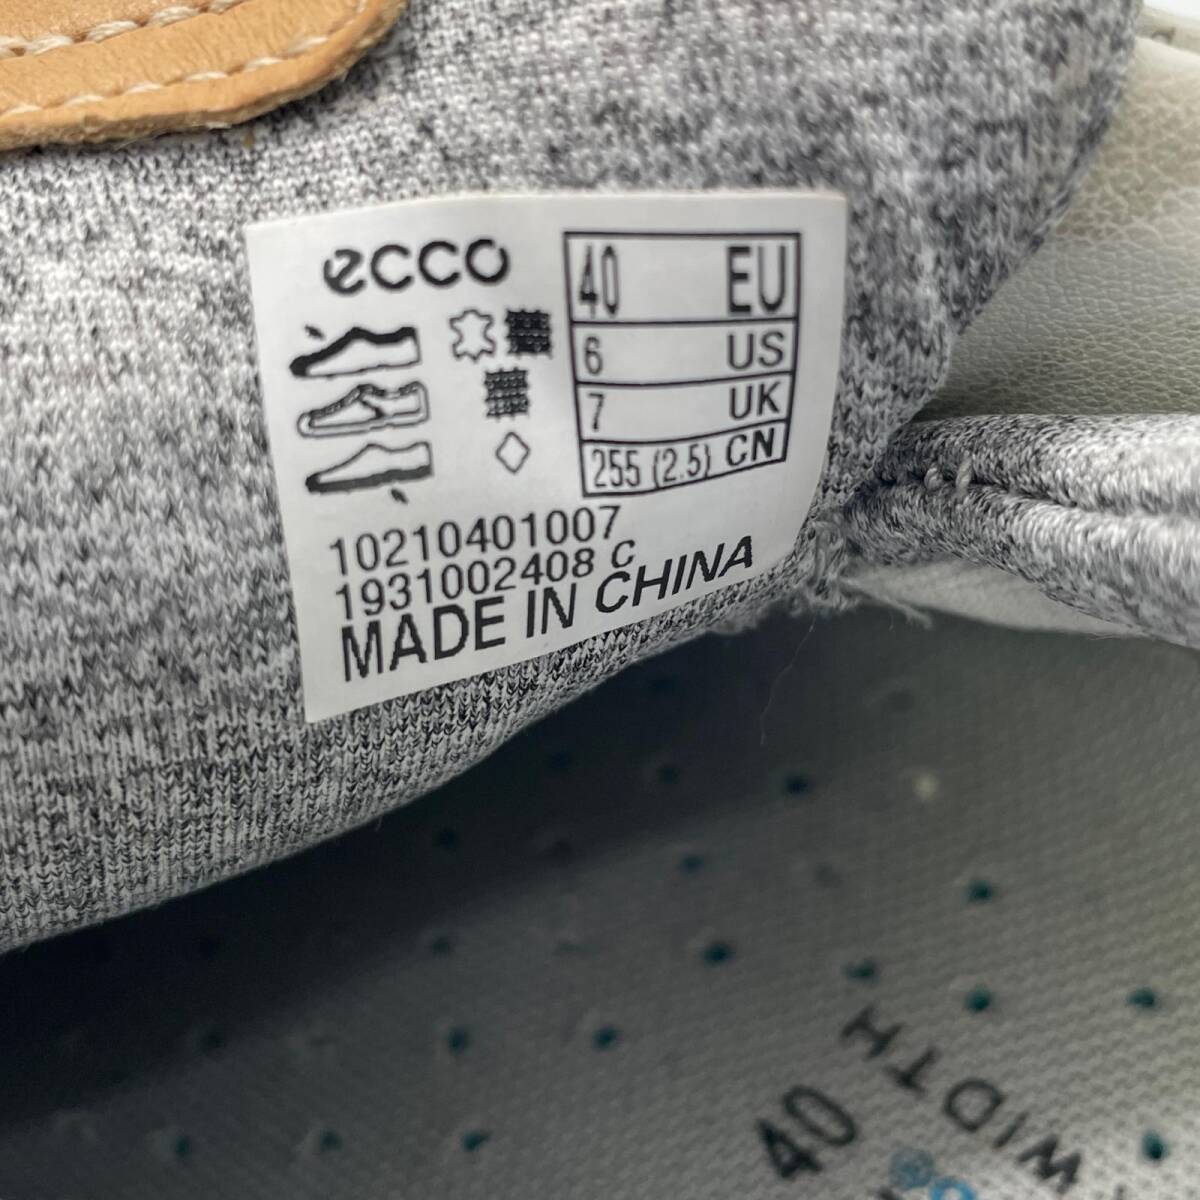 ecco
40 EU
6 US
7 UK
255 (2.5) CN
10210401007
1931002408 C
MADE IN CHINA
WIDTH
40